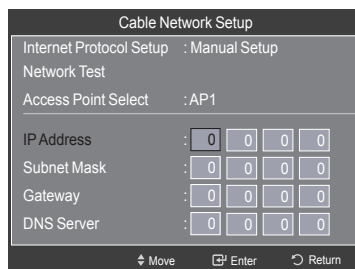 Cable Network Setup
Internet Protocol Setup : Manual Setup
Network Test
Access Point Select : AP1
IP Address : 0 0 0 0
Subnet Mask : 0 0 0 0
Gateway : 0 0 0 0
DNS Server : 0 0 0 0
Move Enter Return